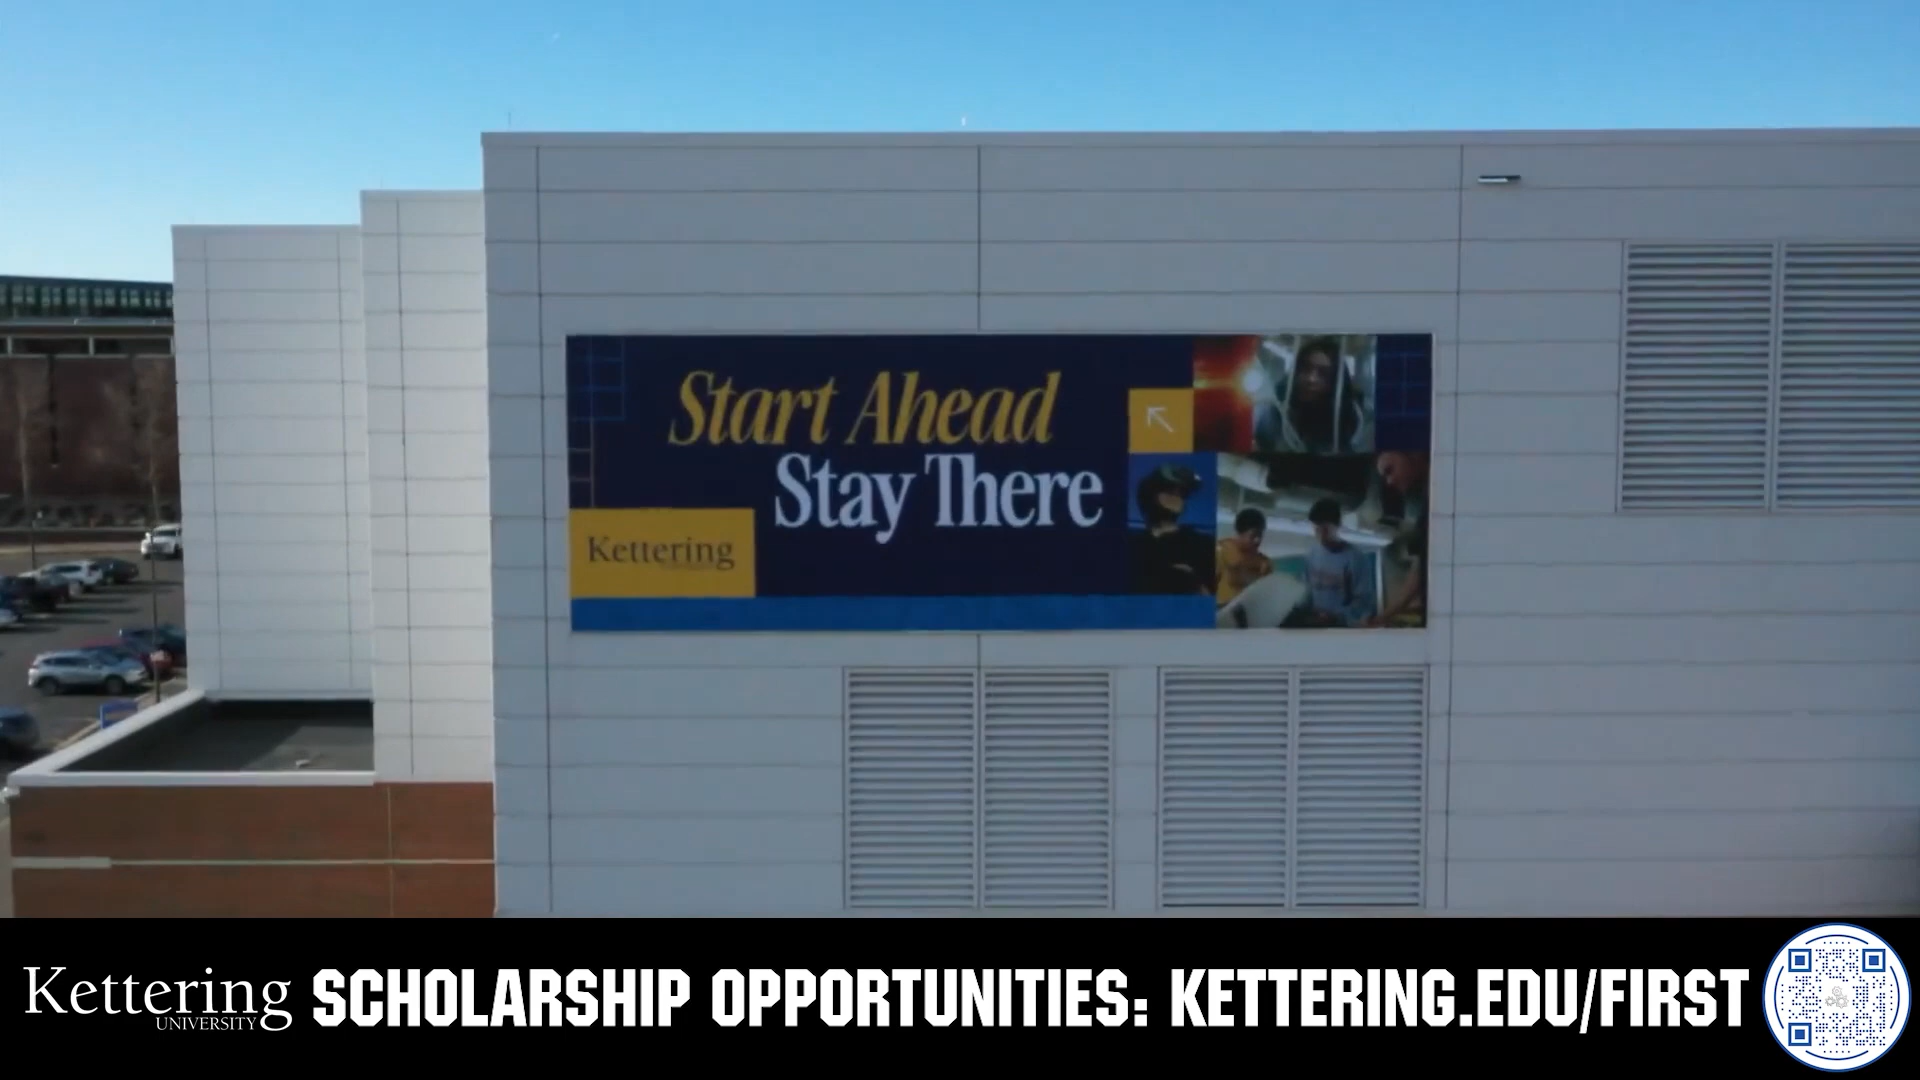 Start Ahead
Stay There
Kettering
Kettering
UNIVERSITY
SCHOLARSHIP OPPORTUNITIES: KETTERING.EDU/FIRST